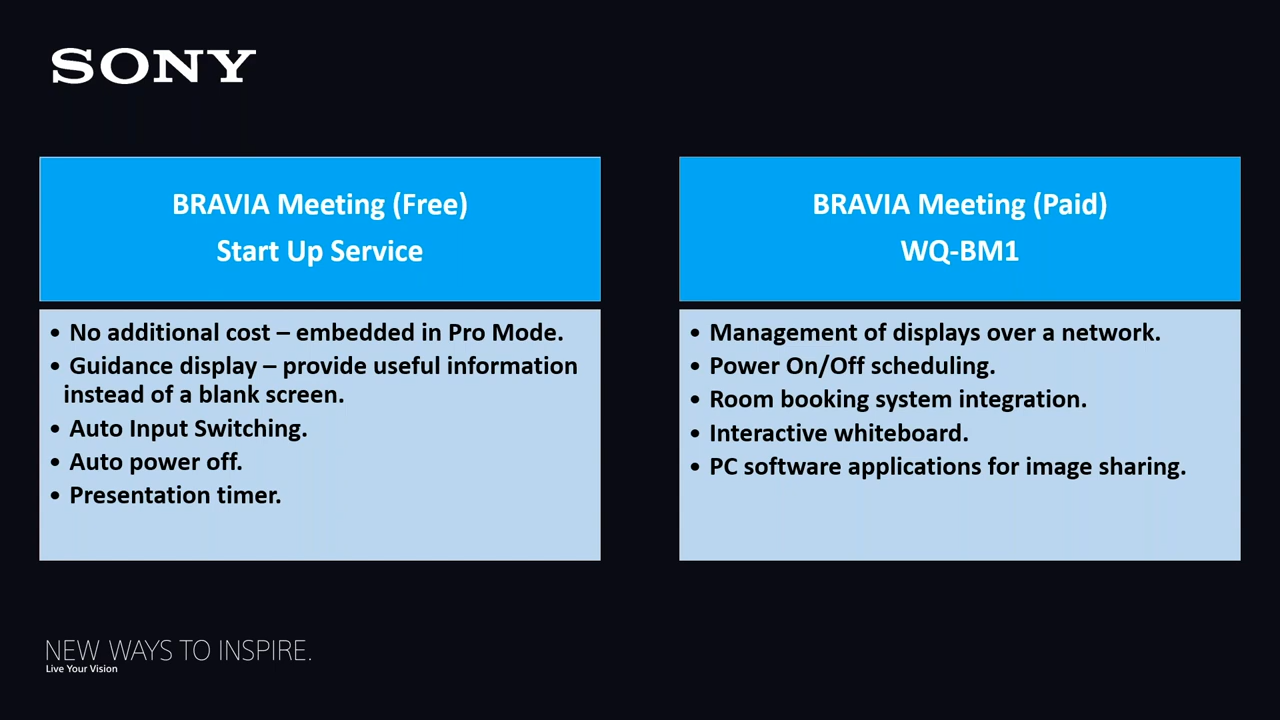 SONY
BRAVIA Meeting (Free)
Start Up Service
• No additional cost – embedded in Pro Mode.
• Guidance display – provide useful information
instead of a blank screen.
• Auto Input Switching.
• Auto power off.
• Presentation timer.
BRAVIA Meeting (Paid)
WQ-BM1
• Management of displays over a network.
• Power On/Off scheduling.
• Room booking system integration.
• Interactive whiteboard.
• PC software applications for image sharing.
NEW WAYS TO INSPIRE.
Live Your Vision